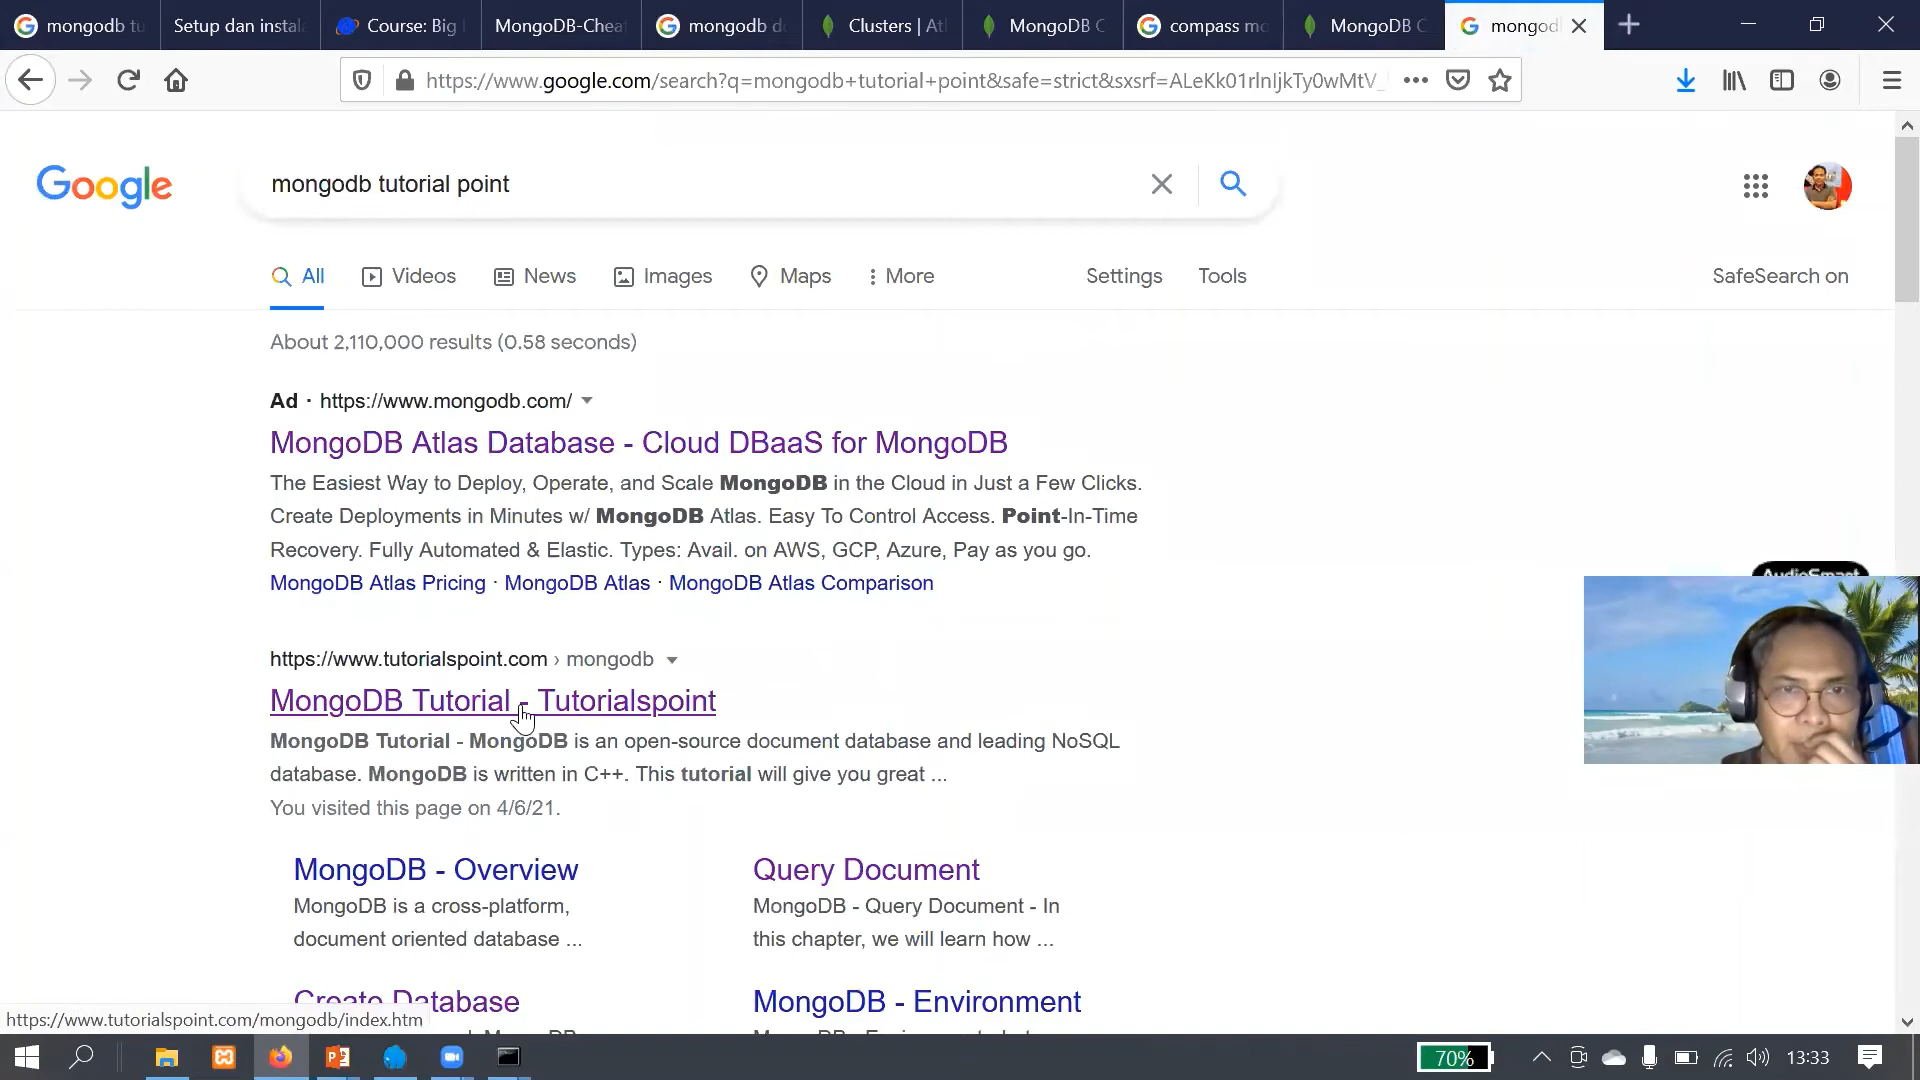 mongodb tu
Setup dan instala
Course: Big
MongoDB-Chea
mongodb d
Clusters | At
MongoDB C
compass mo
MongoDB C
mongod
https://www.google.com/search?q=mongodb+tutorial+point&safe=strict&sxsrf=ALeKk01rlnIjkTy0wMtV_
Google
mongodb tutorial point
All
Videos
News
Images
Maps
More
Settings
Tools
SafeSearch on
About 2,110,000 results (0.58 seconds)
Ad · https://www.mongodb.com/
MongoDB Atlas Database - Cloud DBaaS for MongoDB
The Easiest Way to Deploy, Operate, and Scale MongoDB in the Cloud in Just a Few Clicks.
Create Deployments in Minutes w/ MongoDB Atlas. Easy To Control Access. Point-In-Time
Recovery. Fully Automated & Elastic. Types: Avail. on AWS, GCP, Azure, Pay as you go.
MongoDB Atlas Pricing · MongoDB Atlas · MongoDB Atlas Comparison
AudioSmart
https://www.tutorialspoint.com › mongodb
MongoDB Tutorial - Tutorialspoint
MongoDB Tutorial - MongoDB is an open-source document database and leading NoSQL
database. MongoDB is written in C++. This tutorial will give you great ...
You visited this page on 4/6/21.
MongoDB - Overview
MongoDB is a cross-platform,
document oriented database ...
Query Document
MongoDB - Query Document - In
this chapter, we will learn how ...
Create Database
MongoDB - Environment
https://www.tutorialspoint.com/mongodb/index.htm
70%
13:33